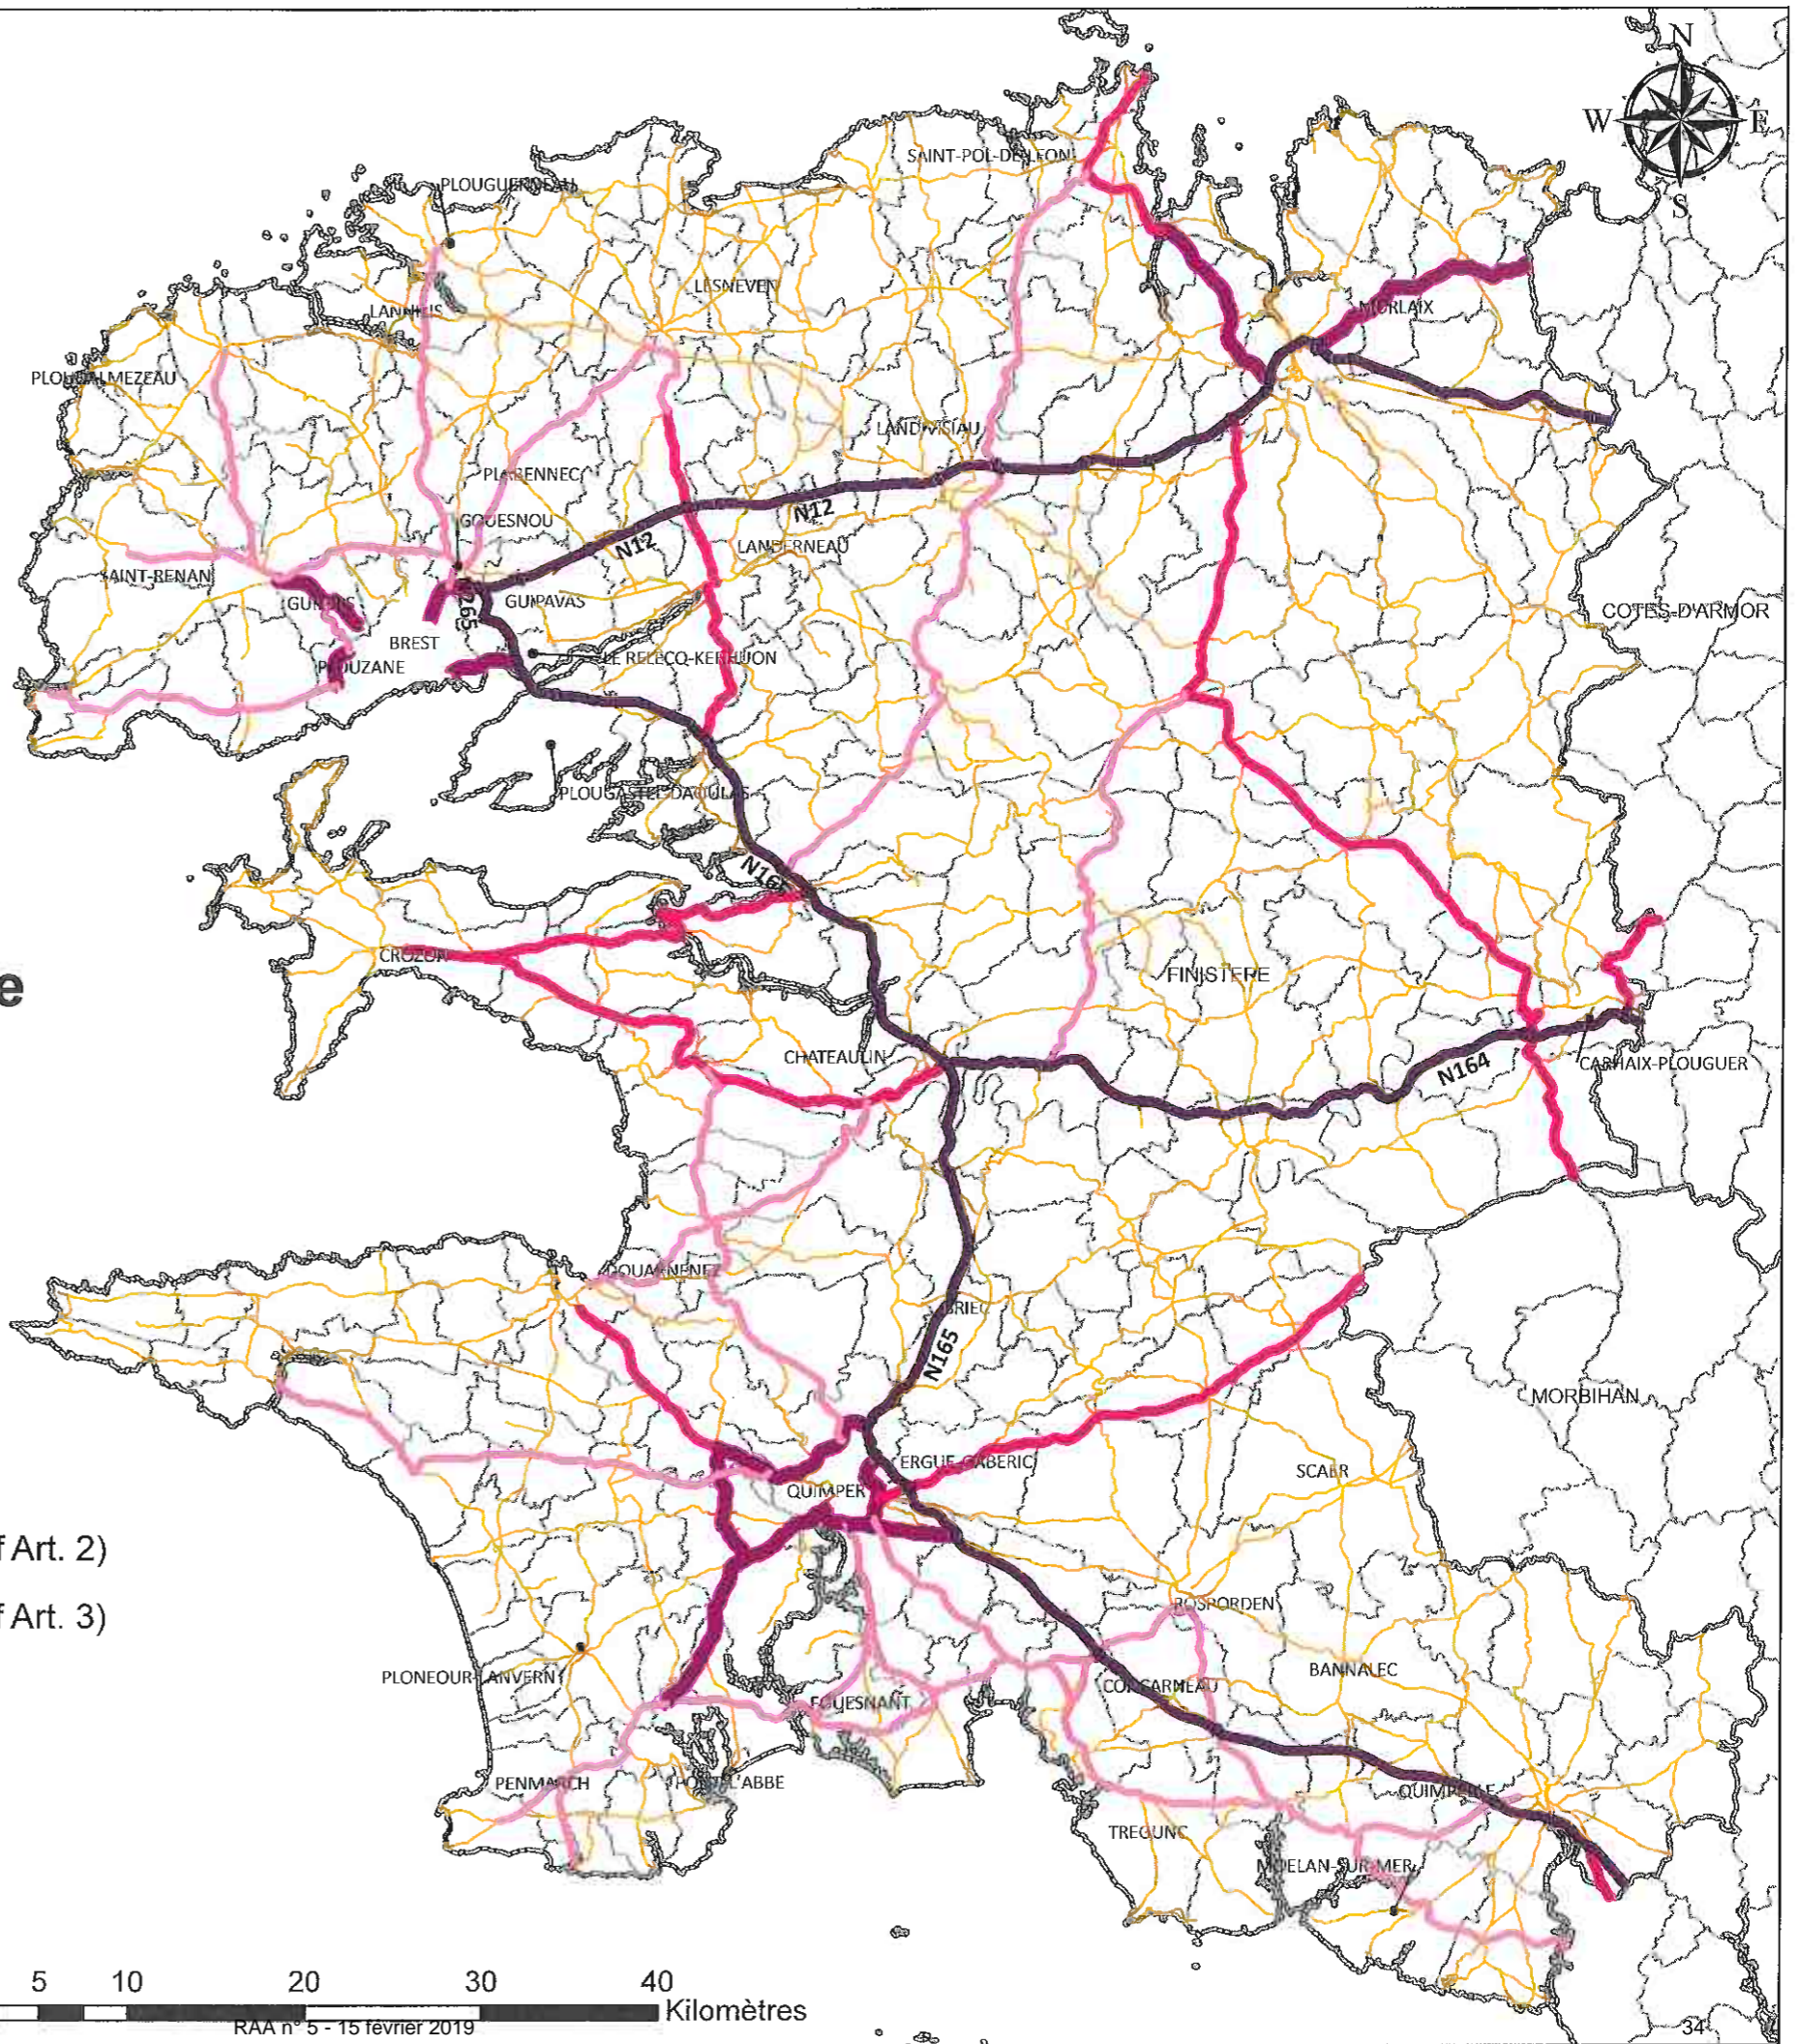 N
W E
S
SAINT-POL-DE-LEON
PLOUGUERNEAU
LESNEVEN
LANNILIS
MORLAIX
PLOUDALMEZEAU
LANDIVISIAU
PLABENNEC
N12
GOUESNOU
N12
LANDERNEAU
SAINT-RENAN
GUIPAVAS
GUILERS
N265
COTES-D'ARMOR
BREST
LE RELECQ-KERHUON
PLOUZANE
PLOUGASTEL-DAOULAS
N165
CROZON
FINISTERE
e
CHATEAULIN
N164
CARHAIX-PLOUGUER
DOUARNENEZ
BRIEC
N165
MORBIHAN
ERGUE-GABERIC
SCAER
QUIMPER
f Art. 2)
ROSPORDEN
f Art. 3)
BANNALEC
PLONEOUR-LANVERN
CONCARNEAU
FOUESNANT
PENMARCH
PONT-L'ABBE
QUIMPERLE
TREGUNC
MOELAN-SUR-MER
5 10 20 30 40
Kilomètres
RAA n° 5 - 15 février 2019
34